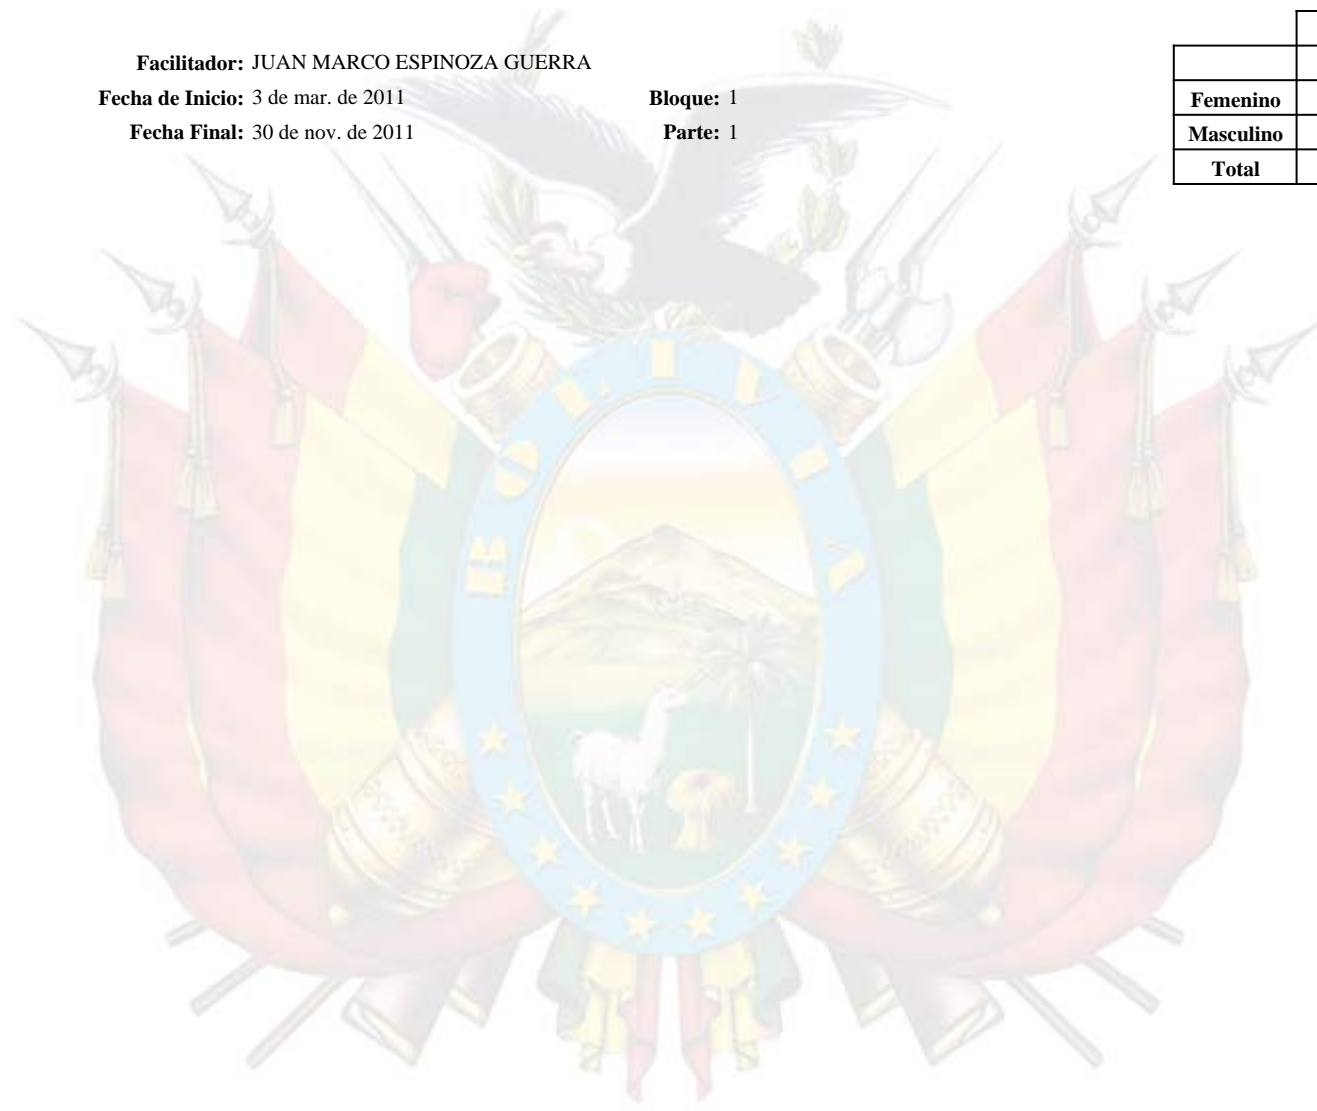 Facilitador: JUAN MARCO ESPINOZA GUERRA
Fecha de Inicio: 3 de mar. de 2011 Bloque: 1
Fecha Final: 30 de nov. de 2011 Parte: 1
Femenino
Masculino
Total
BOLIVIA